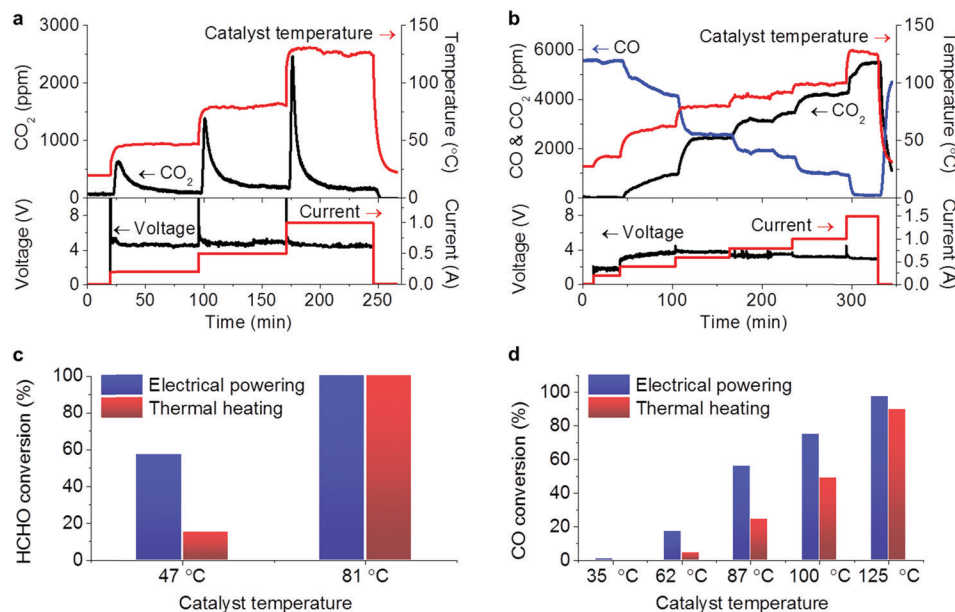 a
3000
2000
1000
0
CO₂ (ppm)
Catalyst temperature →
← CO₂
150
100
50
0
Temperature (°C)
8
4
0
Voltage (V)
← Voltage
Current →
1.0
0.5
0.0
Current (A)
0 50 100 150 200 250
Time (min)
b
6000
4000
2000
0
CO & CO₂ (ppm)
← CO
Catalyst temperature →
← CO₂
150
100
50
0
Temperature (°C)
8
4
0
Voltage (V)
← Voltage
Current →
1.5
1.0
0.5
0.0
Current (A)
0 100 200 300
Time (min)
c
100
80
60
40
20
0
HCHO conversion (%)
Electrical powering
Thermal heating
47 °C 81 °C
Catalyst temperature
d
100
80
60
40
20
0
CO conversion (%)
Electrical powering
Thermal heating
35 °C 62 °C 87 °C 100 °C 125 °C
Catalyst temperature